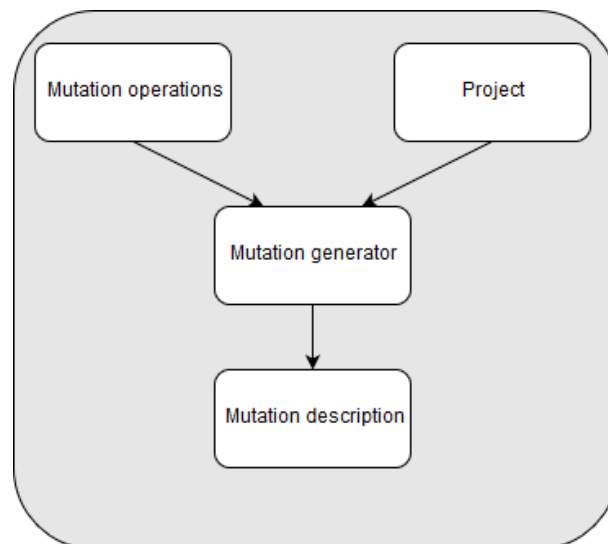 Mutation operations
Project
Mutation generator
Mutation description